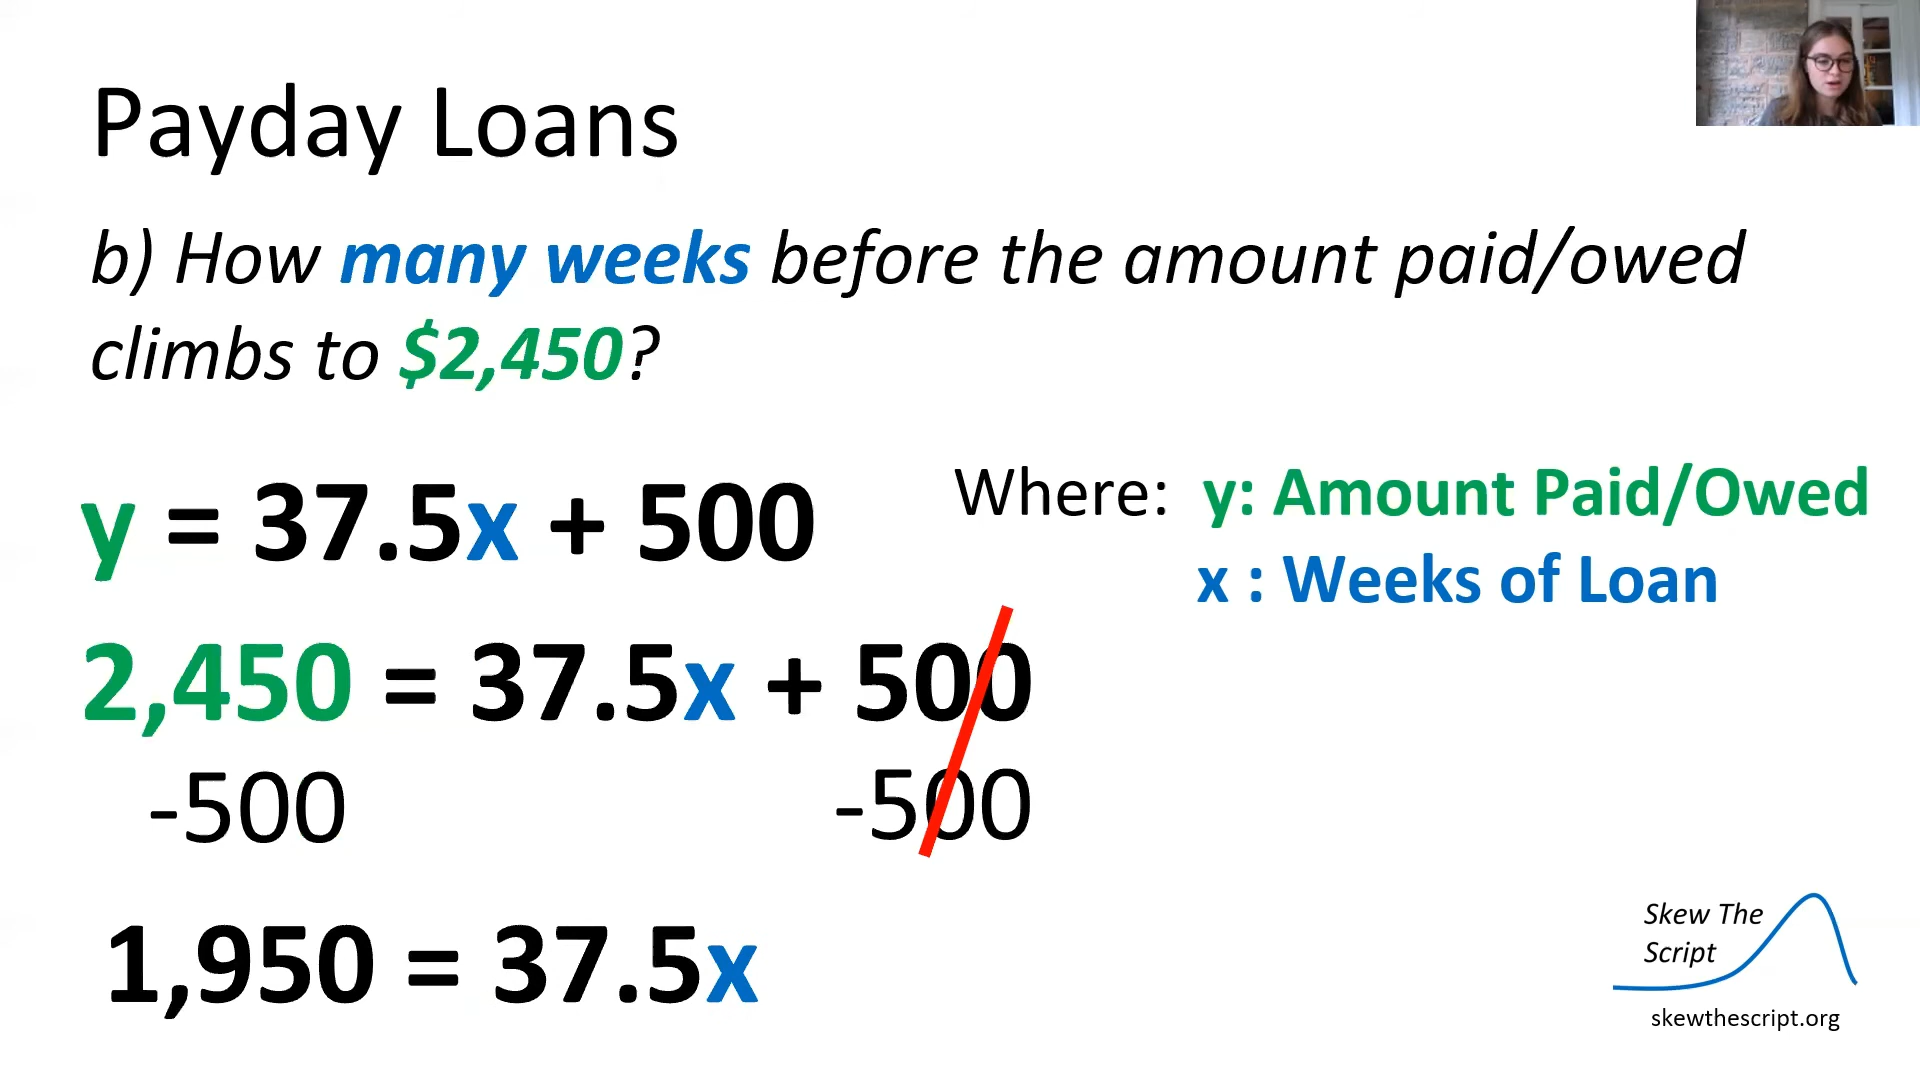 Payday Loans
b) How many weeks before the amount paid/owed
climbs to $2,450?
y = 37.5x + 500
Where: y: Amount Paid/Owed
x : Weeks of Loan
2,450 = 37.5x + 500
-500 -500
1,950 = 37.5x
Skew The
Script
skewthescript.org